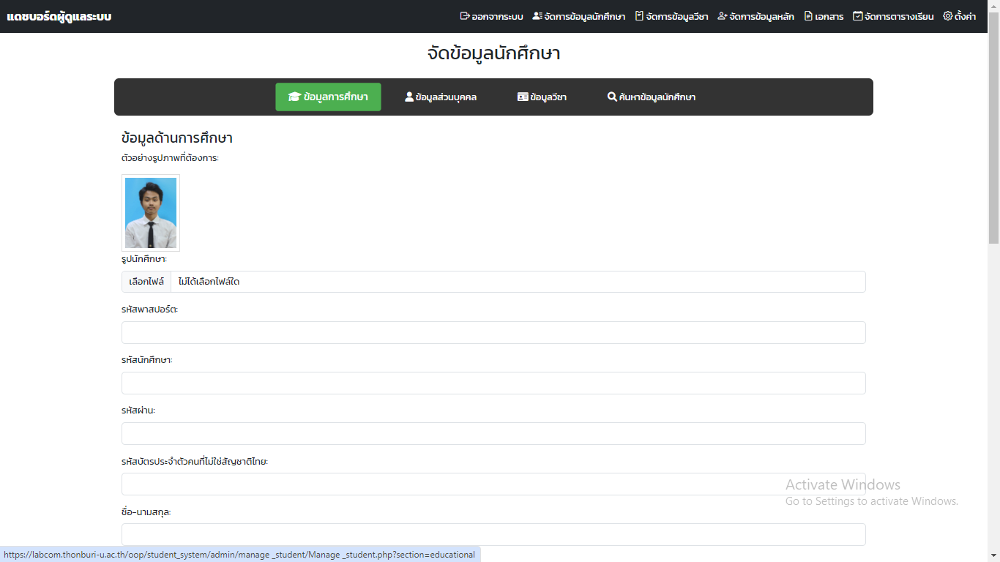 แดชบอร์ดผู้ดูแลระบบ ออกจากระบบ จัดการข้อมูลนักศึกษา จัดการข้อมูลวีชา จัดการข้อมูลหลัก เอกสาร จัดการตารางเรียน ตั้งค่า
จัดข้อมูลนักศึกษา
ข้อมูลการศึกษา ข้อมูลส่วนบุคคล ข้อมูลวีชา ค้นหาข้อมูลนักศึกษา
ข้อมูลด้านการศึกษา
ตัวอย่างรูปภาพที่ต้องการ:
รูปนักศึกษา:
เลือกไฟล์ ไม่ได้เลือกไฟล์ใด
รหัสพาสปอร์ต:
รหัสนักศึกษา:
รหัสผ่าน:
รหัสบัตรประจำตัวคนที่ไม่ใช่สัญชาติไทย:
Activate Windows
Go to Settings to activate Windows.
ชื่อ-นามสกุล:
https://labcom.thonburi-u.ac.th/oop/student_system/admin/manage _student/Manage _student.php?section=educational